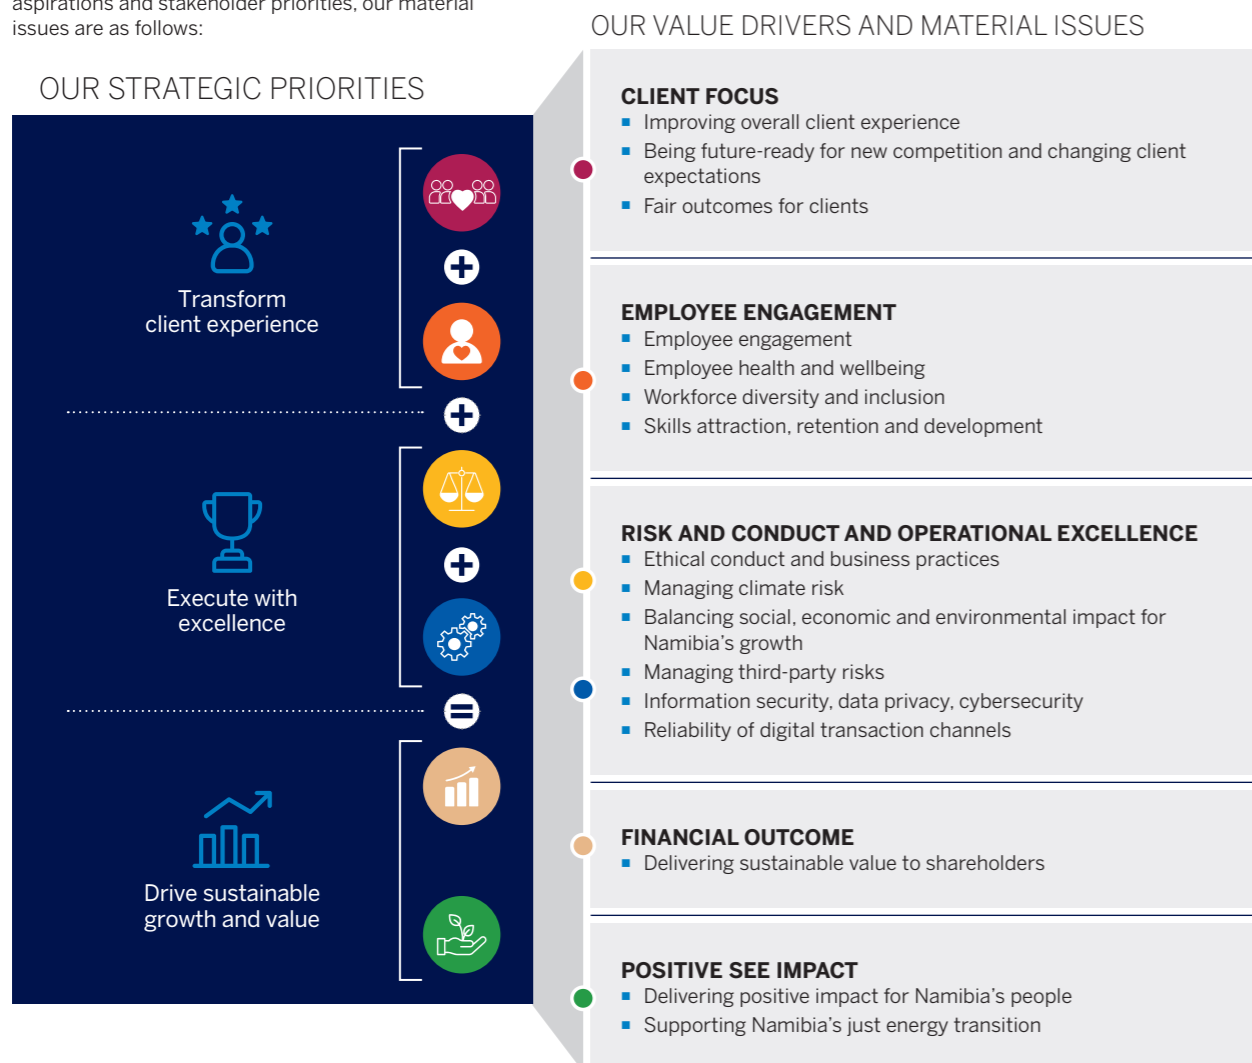 aspirations and stakeholder priorities, our material
issues are as follows:
OUR STRATEGIC PRIORITIES
Transform
client experience
Execute with
excellence
Drive sustainable
growth and value
OUR VALUE DRIVERS AND MATERIAL ISSUES
CLIENT FOCUS
Improving overall client experience
Being future-ready for new competition and changing client
expectations
Fair outcomes for clients
EMPLOYEE ENGAGEMENT
Employee engagement
Employee health and wellbeing
Workforce diversity and inclusion
Skills attraction, retention and development
RISK AND CONDUCT AND OPERATIONAL EXCELLENCE
Ethical conduct and business practices
Managing climate risk
Balancing social, economic and environmental impact for
Namibia's growth
Managing third-party risks
Information security, data privacy, cybersecurity
Reliability of digital transaction channels
FINANCIAL OUTCOME
Delivering sustainable value to shareholders
POSITIVE SEE IMPACT
Delivering positive impact for Namibia's people
Supporting Namibia's just energy transition